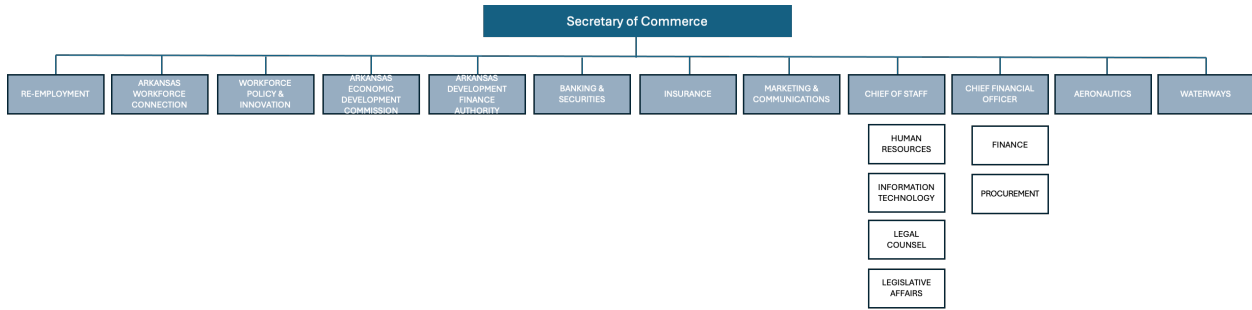 Secretary of Commerce
RE-EMPLOYMENT
ARKANSAS
WORKFORCE
CONNECTION
WORKFORCE
POLICY &
INNOVATION
ARKANSAS
ECONOMIC
DEVELOPMENT
COMMISSION
ARKANSAS
DEVELOPMENT
FINANCE
AUTHORITY
BANKING &
SECURITIES
INSURANCE
MARKETING &
COMMUNICATIONS
CHIEF OF STAFF
CHIEF FINANCIAL
OFFICER
AERONAUTICS
WATERWAYS
HUMAN
RESOURCES
INFORMATION
TECHNOLOGY
LEGAL
COUNSEL
LEGISLATIVE
AFFAIRS
FINANCE
PROCUREMENT